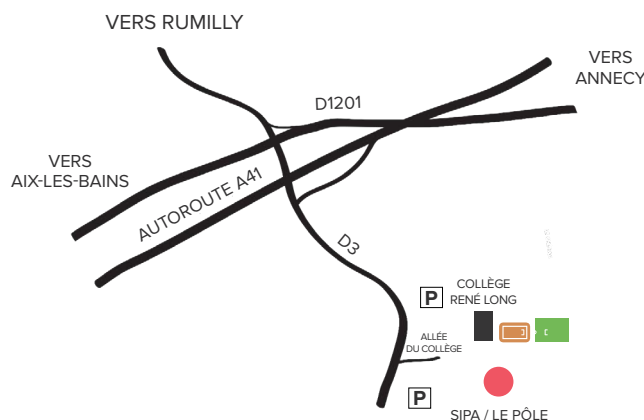 VERS RUMILLY
VERS
ANNECY
D1201
VERS
AIX-LES-BAINS
AUTOROUTE A41
D3
P
COLLÈGE
RENÉ LONG
ALLÉE
DU COLLÈGE
P
SIPA / LE PÔLE